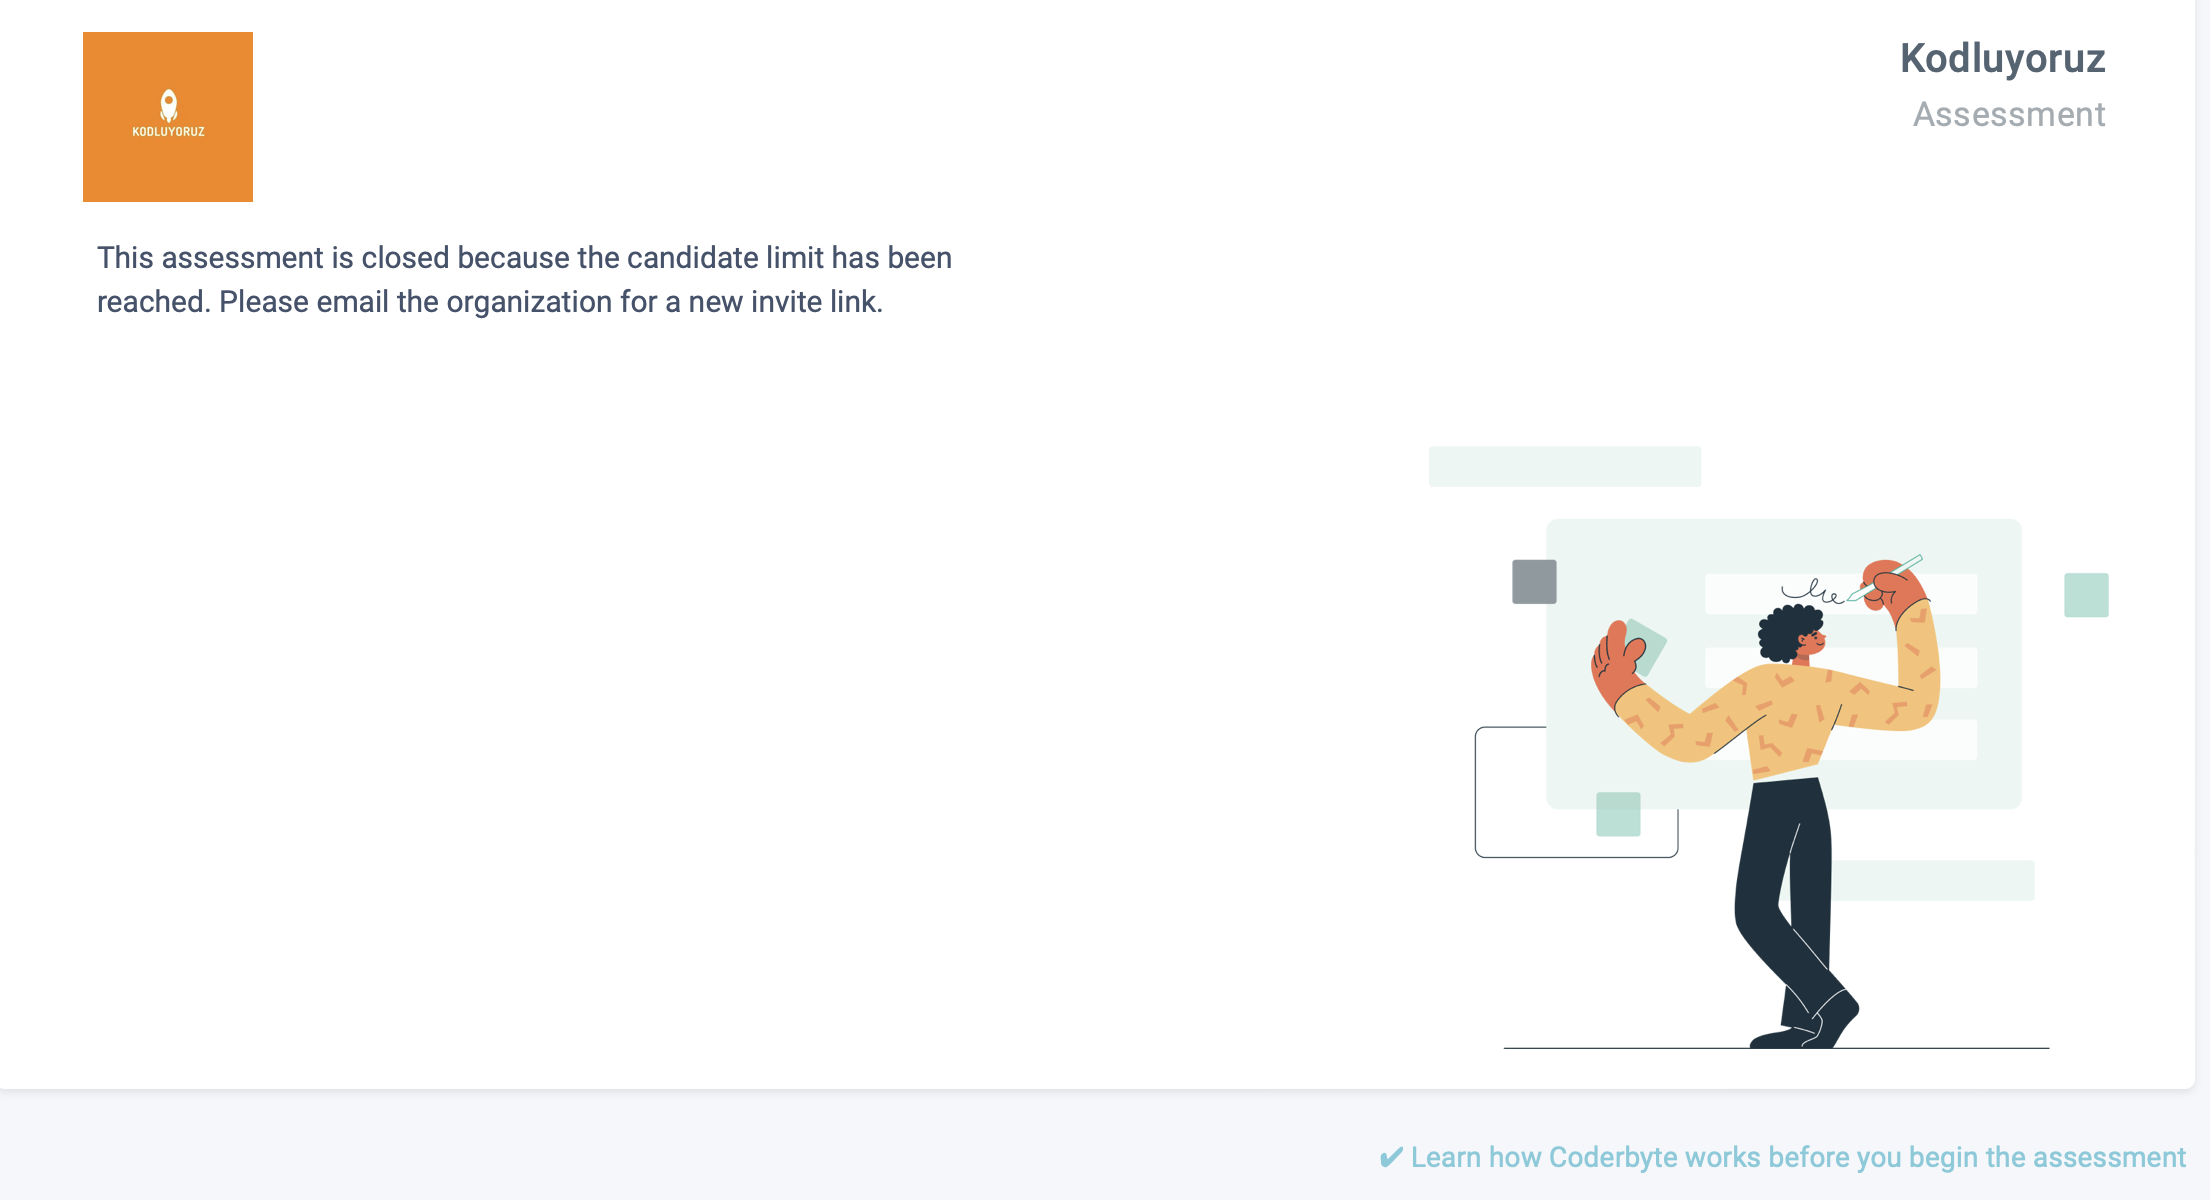 KODLUYORUZ
Kodluyoruz
Assessment
This assessment is closed because the candidate limit has been
reached. Please email the organization for a new invite link.
✔ Learn how Coderbyte works before you begin the assessment